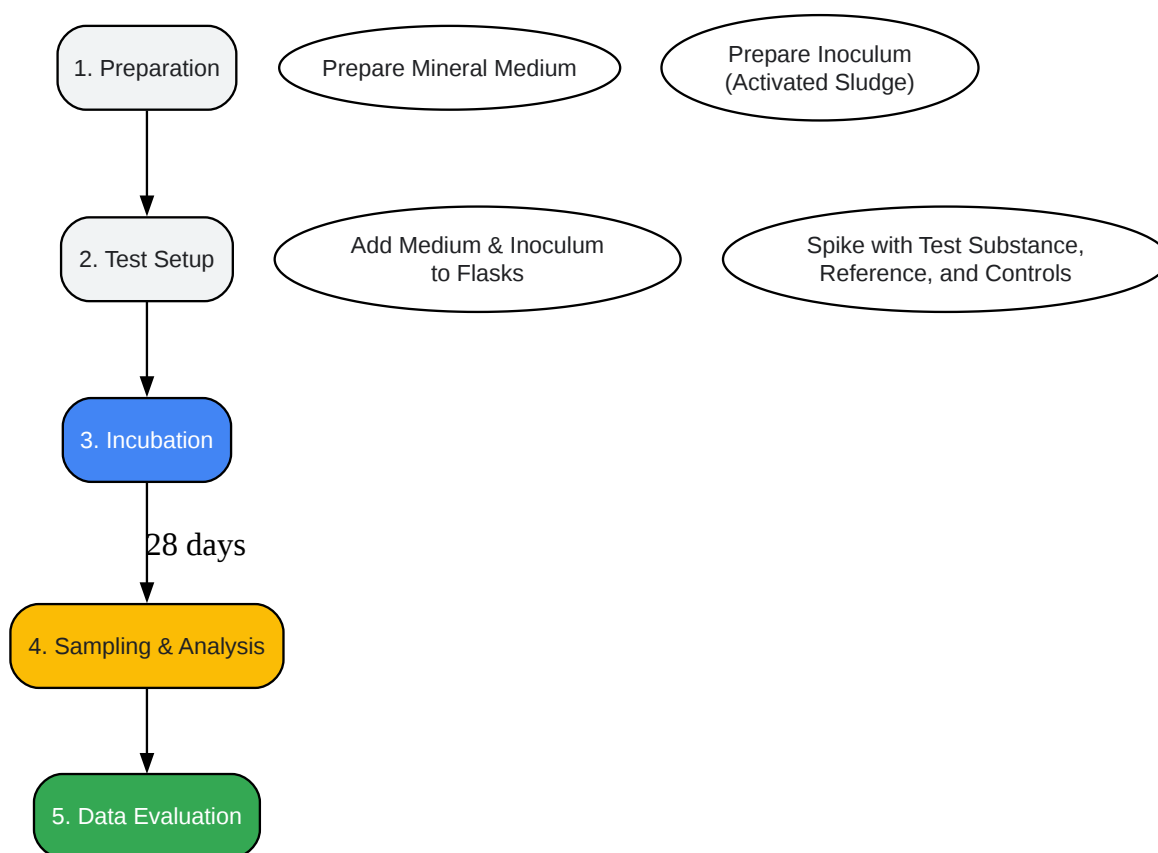 1. Preparation
Prepare Mineral Medium
Prepare Inoculum
(Activated Sludge)
2. Test Setup
Add Medium & Inoculum
to Flasks
Spike with Test Substance,
Reference, and Controls
3. Incubation
28 days
4. Sampling & Analysis
5. Data Evaluation